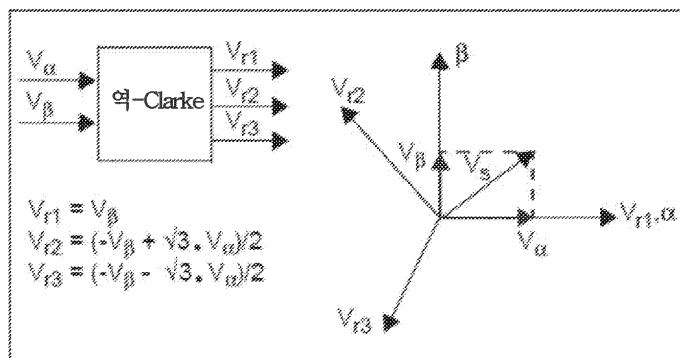 Vα
Vβ
역-Clarke
Vr1
Vr2
Vr3
Vr1 = Vβ
Vr2 = (-Vβ + √3 . Vα)/2
Vr3 = (-Vβ - √3 . Vα)/2
β
Vr2
Vβ
Vs
Vr1,α
Vα
Vr3